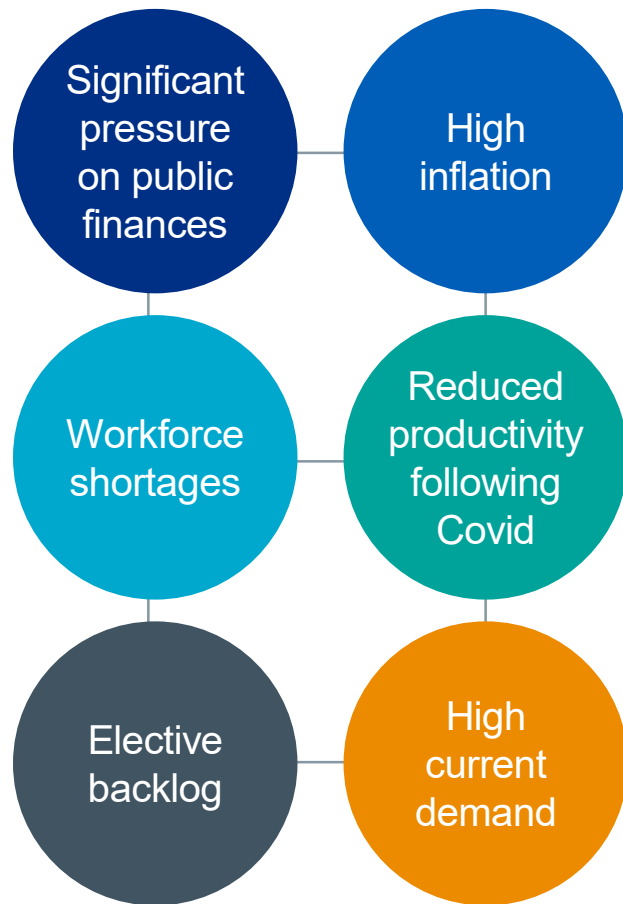 Significant
pressure
on public
finances
High
inflation
Workforce
shortages
Reduced
productivity
following
Covid
Elective
backlog
High
current
demand